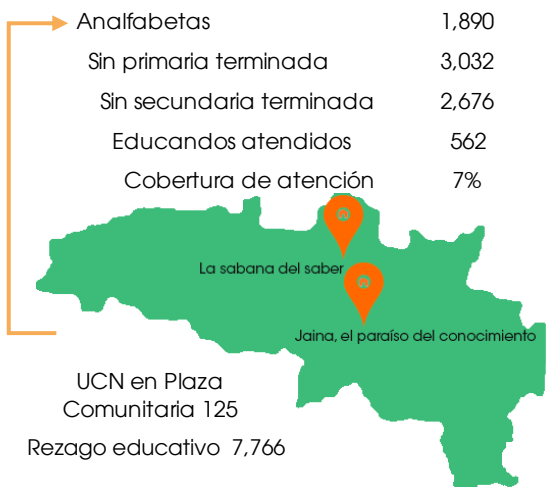 Analfabetas 1,890
Sin primaria terminada 3,032
Sin secundaria terminada 2,676
Educandos atendidos 562
Cobertura de atención 7%
La sabana del saber
Jaina, el paraíso del conocimiento
UCN en Plaza
Comunitaria 125
Rezago educativo 7,766